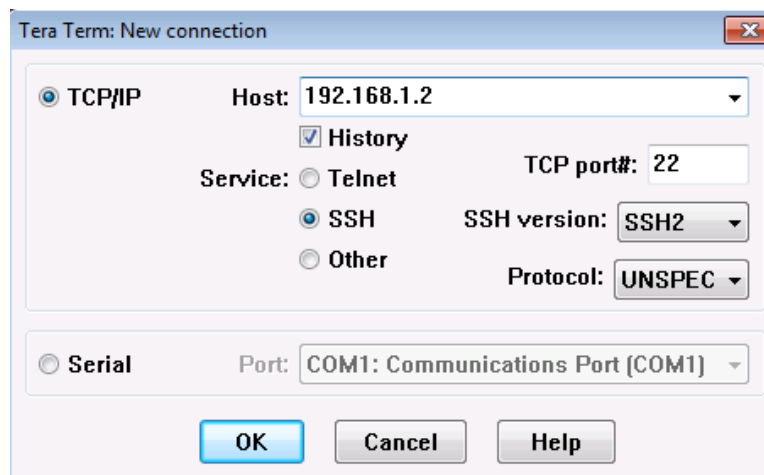 Tera Term: New connection
TCP/IP Host: 192.168.1.2
History
Service: Telnet TCP port#: 22
SSH SSH version: SSH2
Other Protocol: UNSPEC
Serial Port: COM1: Communications Port (COM1)
OK Cancel Help